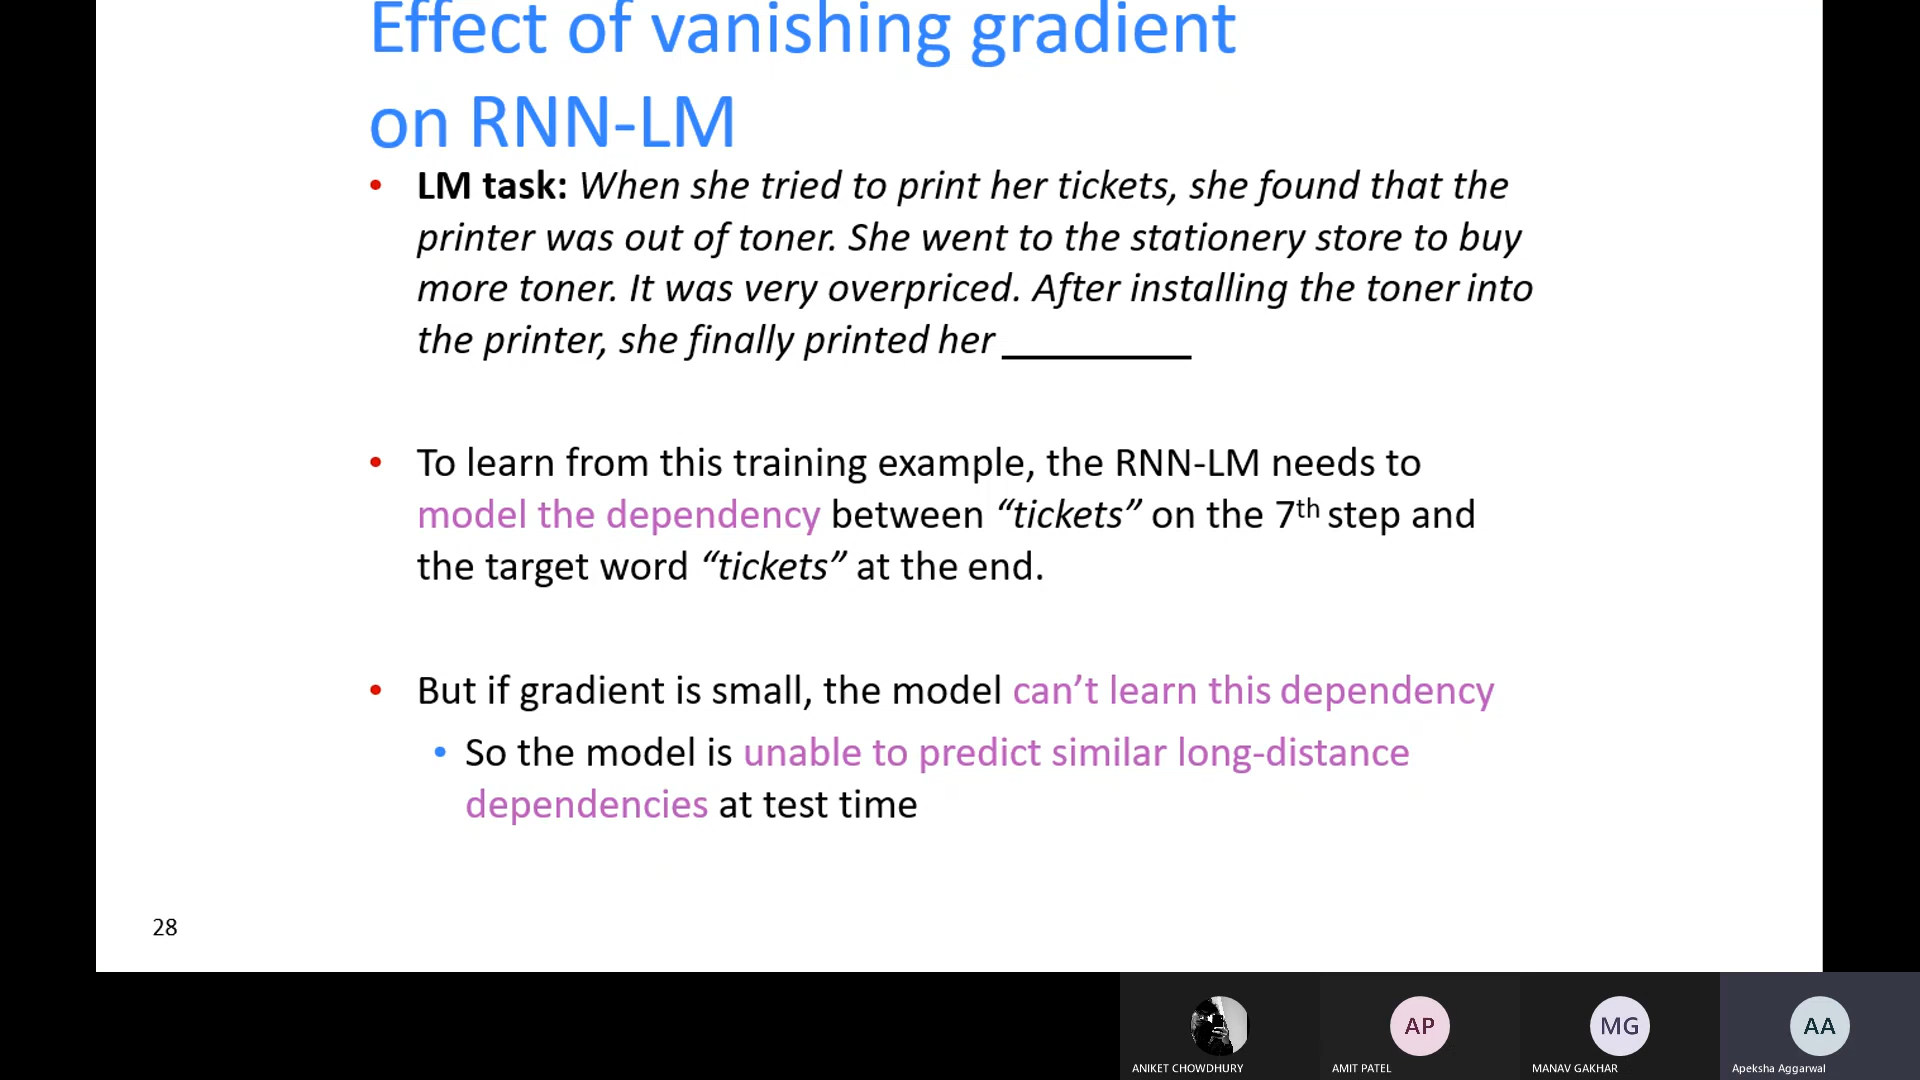 Effect of vanishing gradient
on RNN-LM
• LM task: When she tried to print her tickets, she found that the
printer was out of toner. She went to the stationery store to buy
more toner. It was very overpriced. After installing the toner into
the printer, she finally printed her _________
• To learn from this training example, the RNN-LM needs to
model the dependency between “tickets” on the 7th step and
the target word “tickets” at the end.
• But if gradient is small, the model can’t learn this dependency
• So the model is unable to predict similar long-distance
dependencies at test time
28
AP
MG
AA
ANIKET CHOWDHURY
AMIT PATEL
MANAV GAKHAR
Apeksha Aggarwal